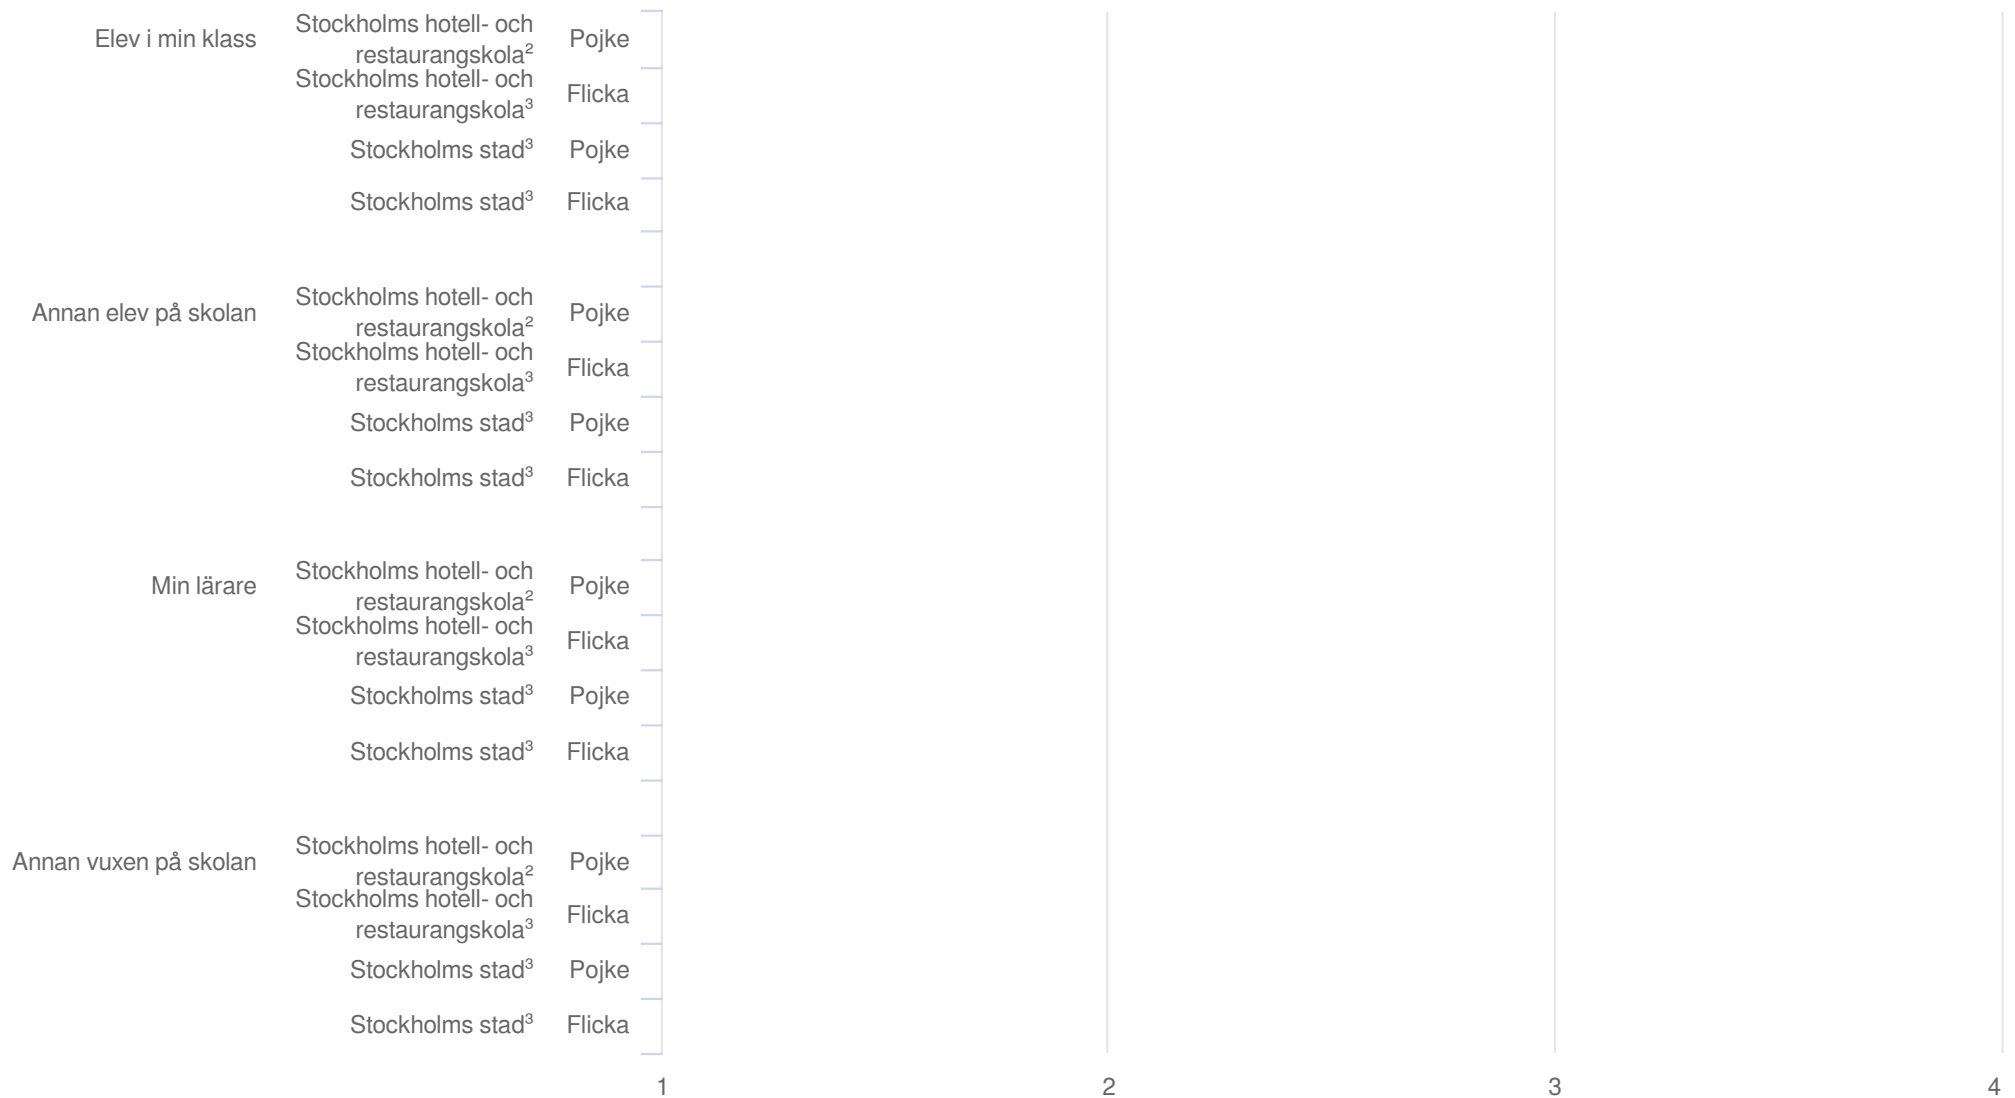 Elev i min klass
Stockholms hotell- och
restaurangskola²
Pojke
Stockholms hotell- och
restaurangskola³
Flicka
Stockholms stad³
Pojke
Stockholms stad³
Flicka
Annan elev på skolan
Stockholms hotell- och
restaurangskola²
Pojke
Stockholms hotell- och
restaurangskola³
Flicka
Stockholms stad³
Pojke
Stockholms stad³
Flicka
Min lärare
Stockholms hotell- och
restaurangskola²
Pojke
Stockholms hotell- och
restaurangskola³
Flicka
Stockholms stad³
Pojke
Stockholms stad³
Flicka
Annan vuxen på skolan
Stockholms hotell- och
restaurangskola²
Pojke
Stockholms hotell- och
restaurangskola³
Flicka
Stockholms stad³
Pojke
Stockholms stad³
Flicka
1 2 3 4